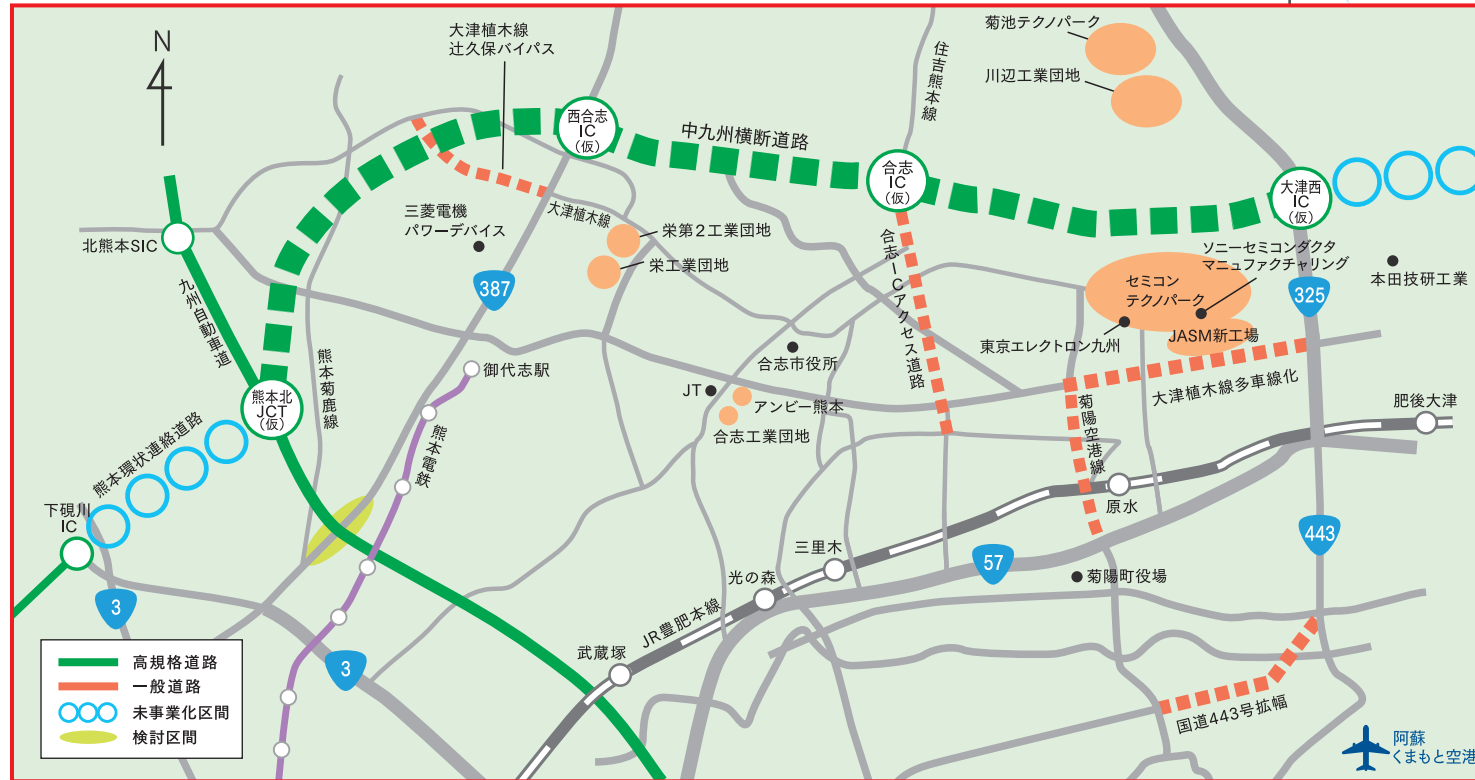 N
大津植木線
辻久保バイパス
西合志
IC
(仮)
中九州横断道路
住吉熊本線
菊池テクノパーク
川辺工業団地
合志
IC
(仮)
大津西
IC
(仮)
北熊本SIC
九州自動車道
三菱電機
パワーデバイス
大津植木線
栄第2工業団地
栄工業団地
387
合志ICアクセス道路
ソニーセミコンダクタ
マニュファクチャリング
セミコン
テクノパーク
本田技研工業
325
東京エレクトロン九州
JASM新工場
合志市役所
熊本菊鹿線
御代志駅
熊本北
JCT
(仮)
JT
アンビー熊本
合志工業団地
大津植木線多車線化
肥後大津
菊陽空港線
熊本電鉄
熊本環状連絡道路
下硯川
IC
原水
443
三里木
57
光の森
菊陽町役場
3
JR豊肥本線
武蔵塚
3
国道443号拡幅
阿蘇
くまもと空港
高規格道路
一般道路
未事業化区間
検討区間